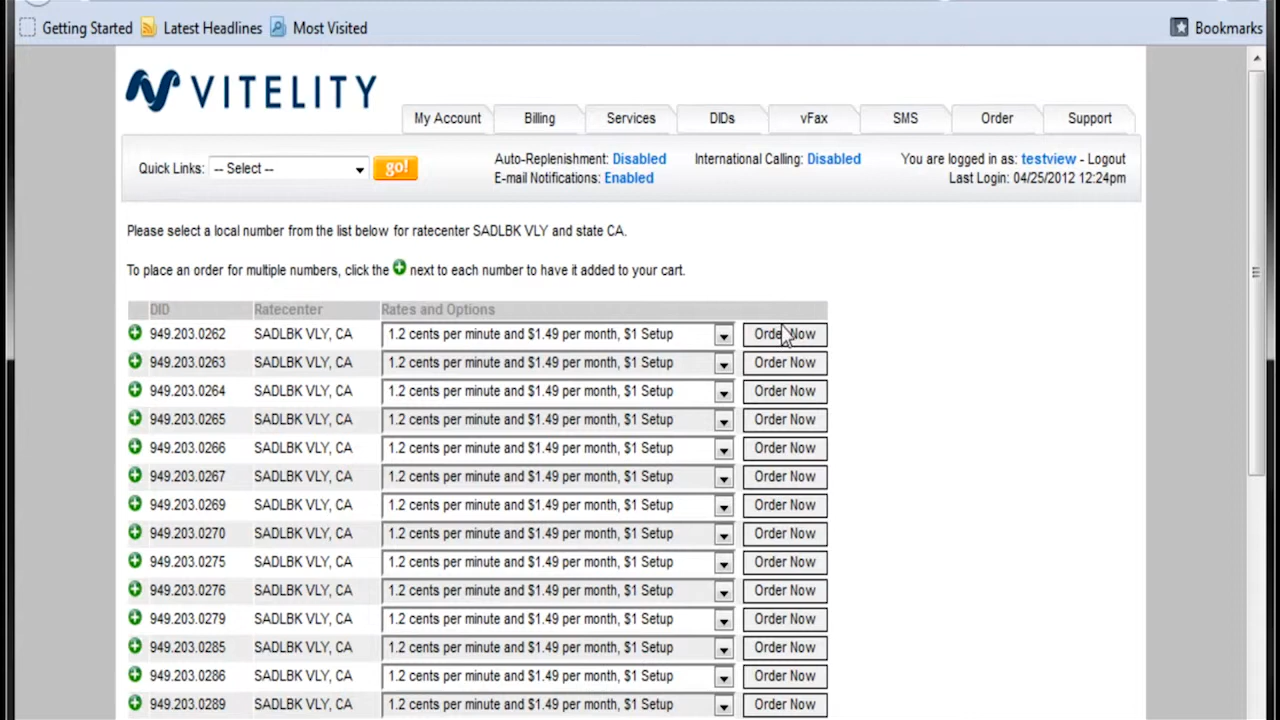 Getting Started Latest Headlines Most Visited Bookmarks
VITELITY
My Account Billing Services DIDs vFax SMS Order Support
Quick Links: -- Select -- go! Auto-Replenishment: Disabled International Calling: Disabled You are logged in as: testview - Logout
E-mail Notifications: Enabled Last Login: 04/25/2012 12:24pm
Please select a local number from the list below for ratecenter SADLBK VLY and state CA.
To place an order for multiple numbers, click the next to each number to have it added to your cart.
DID Ratecenter Rates and Options
949.203.0262 SADLBK VLY, CA 1.2 cents per minute and $1.49 per month, $1 Setup Order Now
949.203.0263 SADLBK VLY, CA 1.2 cents per minute and $1.49 per month, $1 Setup Order Now
949.203.0264 SADLBK VLY, CA 1.2 cents per minute and $1.49 per month, $1 Setup Order Now
949.203.0265 SADLBK VLY, CA 1.2 cents per minute and $1.49 per month, $1 Setup Order Now
949.203.0266 SADLBK VLY, CA 1.2 cents per minute and $1.49 per month, $1 Setup Order Now
949.203.0267 SADLBK VLY, CA 1.2 cents per minute and $1.49 per month, $1 Setup Order Now
949.203.0269 SADLBK VLY, CA 1.2 cents per minute and $1.49 per month, $1 Setup Order Now
949.203.0270 SADLBK VLY, CA 1.2 cents per minute and $1.49 per month, $1 Setup Order Now
949.203.0275 SADLBK VLY, CA 1.2 cents per minute and $1.49 per month, $1 Setup Order Now
949.203.0276 SADLBK VLY, CA 1.2 cents per minute and $1.49 per month, $1 Setup Order Now
949.203.0279 SADLBK VLY, CA 1.2 cents per minute and $1.49 per month, $1 Setup Order Now
949.203.0285 SADLBK VLY, CA 1.2 cents per minute and $1.49 per month, $1 Setup Order Now
949.203.0286 SADLBK VLY, CA 1.2 cents per minute and $1.49 per month, $1 Setup Order Now
949.203.0289 SADLBK VLY, CA 1.2 cents per minute and $1.49 per month, $1 Setup Order Now